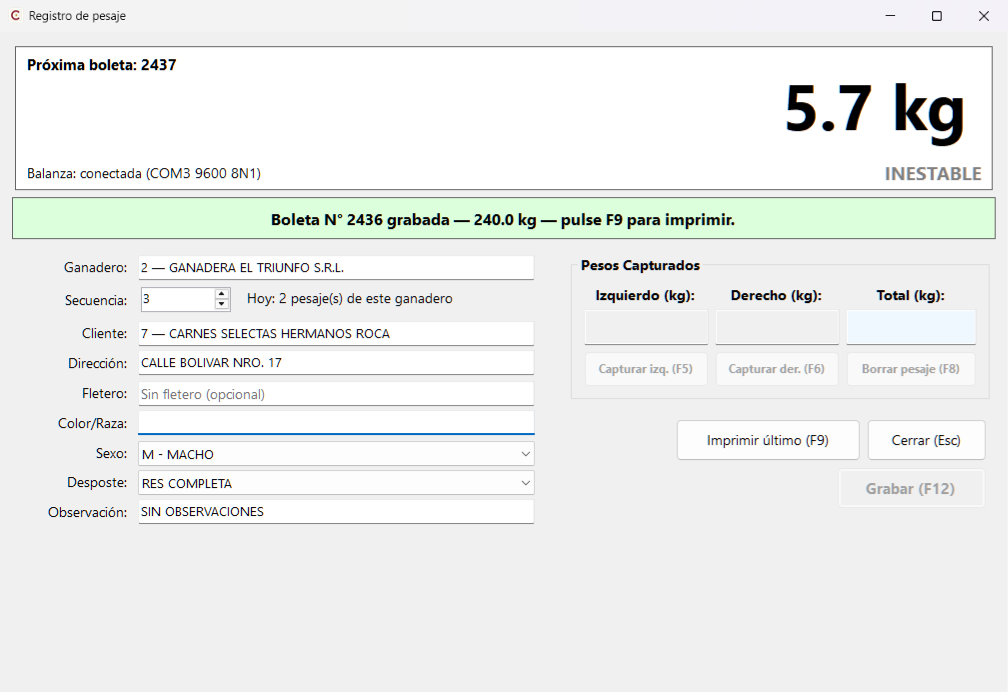 Registro de pesaje
Próxima boleta: 2437
5.7 kg
Balanza: conectada (COM3 9600 8N1)
INESTABLE
Boleta N° 2436 grabada — 240.0 kg — pulse F9 para imprimir.
Ganadero: 2 — GANADERA EL TRIUNFO S.R.L.
Secuencia: 3 Hoy: 2 pesaje(s) de este ganadero
Cliente: 7 — CARNES SELECTAS HERMANOS ROCA
Dirección: CALLE BOLIVAR NRO. 17
Fletero: Sin fletero (opcional)
Color/Raza:
Sexo: M - MACHO
Desposte: RES COMPLETA
Observación: SIN OBSERVACIONES
Pesos Capturados
Izquierdo (kg): Derecho (kg): Total (kg):
Capturar izq. (F5) Capturar der. (F6) Borrar pesaje (F8)
Imprimir último (F9) Cerrar (Esc)
Grabar (F12)